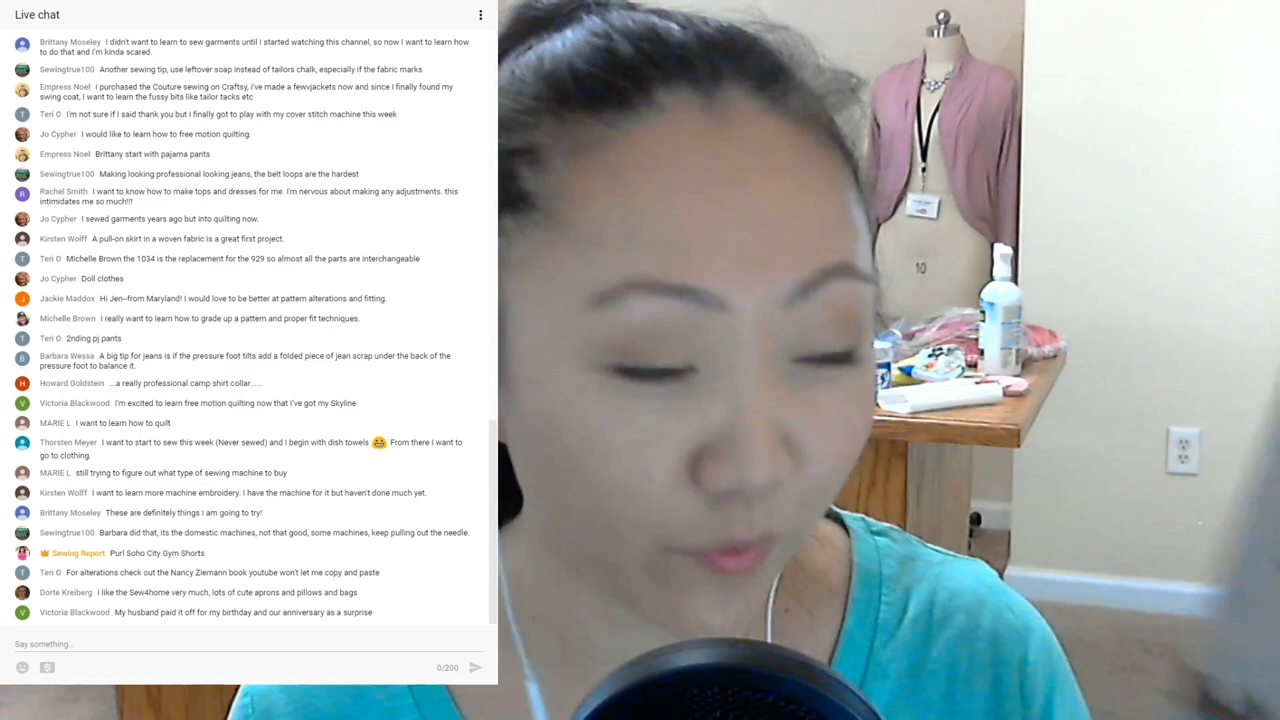 Live chat
Brittany Moseley I didn't want to learn to sew garments until I started watching this channel, so now I want to learn how
to do that and I'm kinda scared.
Sewingtrue100 Another sewing tip, use leftover soap instead of tailors chalk, especially if the fabric marks
Empress Noel I purchased the Couture sewing on Craftsy, i've made a fewvjackets now and since I finally found my
swing coat, I want to learn the fussy bits like tailor tacks etc
T Teri O I'm not sure if I said thank you but I finally got to play with my cover stitch machine this week
Jo Cypher I would like to learn how to free motion quilting.
Empress Noel Brittany start with pajama pants
Sewingtrue100 Making looking professional looking jeans, the belt loops are the hardest
R Rachel Smith I want to know how to make tops and dresses for me. I'm nervous about making any adjustments. this
intimidates me so much!!!
Jo Cypher I sewed garments years ago but into quilting now.
Kirsten Wolff A pull-on skirt in a woven fabric is a great first project.
T Teri O Michelle Brown the 1034 is the replacement for the 929 so almost all the parts are interchangeable
Jo Cypher Doll clothes
J Jackie Maddox Hi Jen--from Maryland! I would love to be better at pattern alterations and fitting.
Michelle Brown I really want to learn how to grade up a pattern and proper fit techniques.
T Teri O 2nding pj pants
B Barbara Wessa A big tip for jeans is if the pressure foot tilts add a folded piece of jean scrap under the back of the
pressure foot to balance it.
H Howard Goldstein ...a really professional camp shirt collar......
V Victoria Blackwood I'm excited to learn free motion quilting now that I've got my Skyline
MARIE L I want to learn how to quilt
Thorsten Meyer I want to start to sew this week (Never sewed) and I begin with dish towels 😄 From there I want to
go to clothing.
MARIE L still trying to figure out what type of sewing machine to buy
Kirsten Wolff I want to learn more machine embroidery. I have the machine for it but haven't done much yet.
Brittany Moseley These are definitely things I am going to try!
Sewingtrue100 Barbara did that, its the domestic machines, not that good, some machines, keep pulling out the needle.
Sewing Report Purl Soho City Gym Shorts
T Teri O For alterations check out the Nancy Ziemann book youtube won't let me copy and paste
Dorte Kreiberg I like the Sew4home very much, lots of cute aprons and pillows and bags
V Victoria Blackwood My husband paid it off for my birthday and our anniversary as a surprise
Say something...
0/200
10